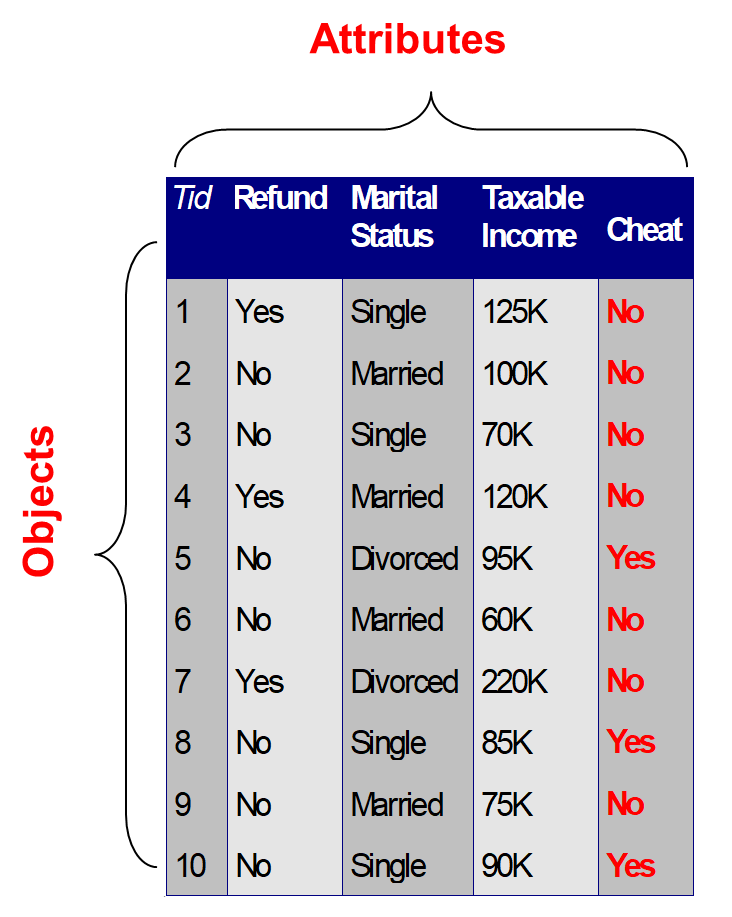 Attributes
Objects
Tid Refund Marital Status Taxable Income Cheat
1 Yes Single 125K No
2 No Married 100K No
3 No Single 70K No
4 Yes Married 120K No
5 No Divorced 95K Yes
6 No Married 60K No
7 Yes Divorced 220K No
8 No Single 85K Yes
9 No Married 75K No
10 No Single 90K Yes